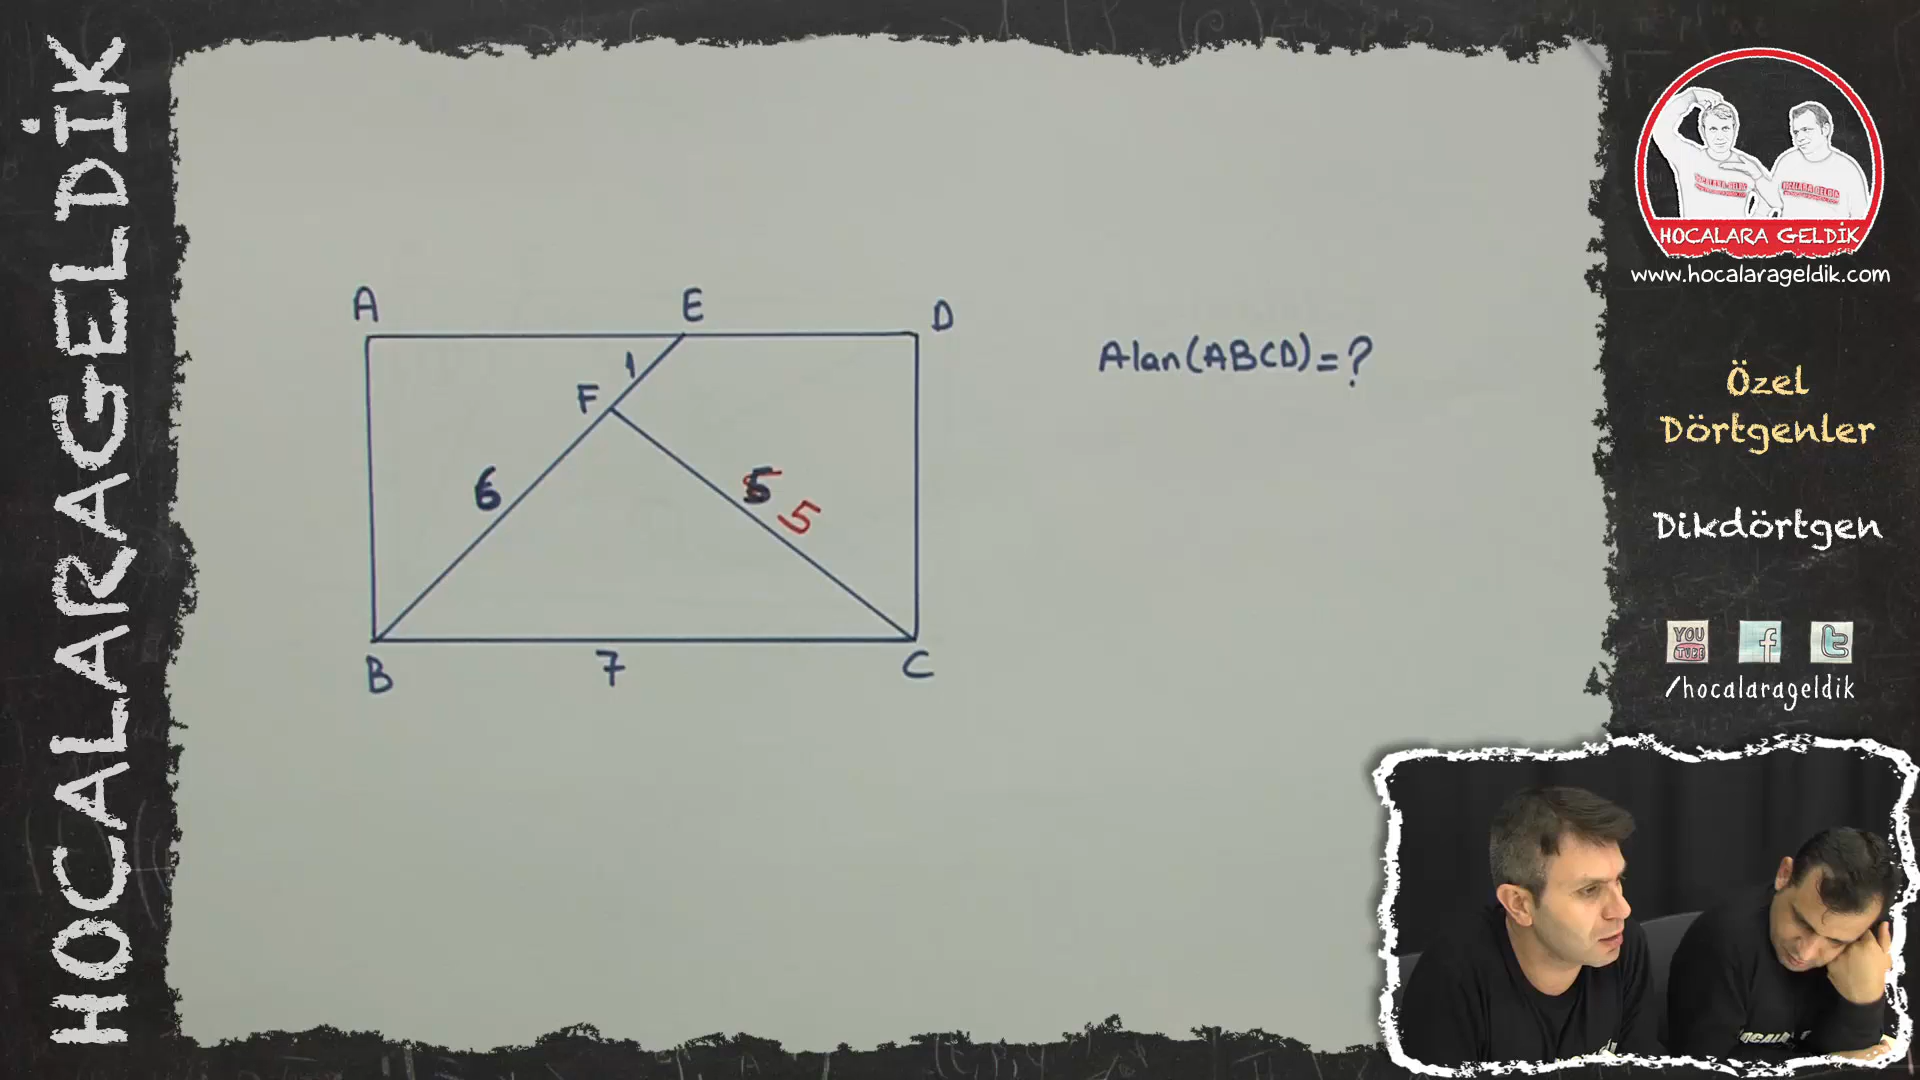 HOCALARAGELDİK
A
E
D
1
F
6
5
5
B
7
C
Alan(ABCD)=?
HOCALARA GELDİK
www.hocalarageldik.com
Özel
Dörtgenler
Dikdörtgen
YOU
TUBE
f
t
/hocalarageldik